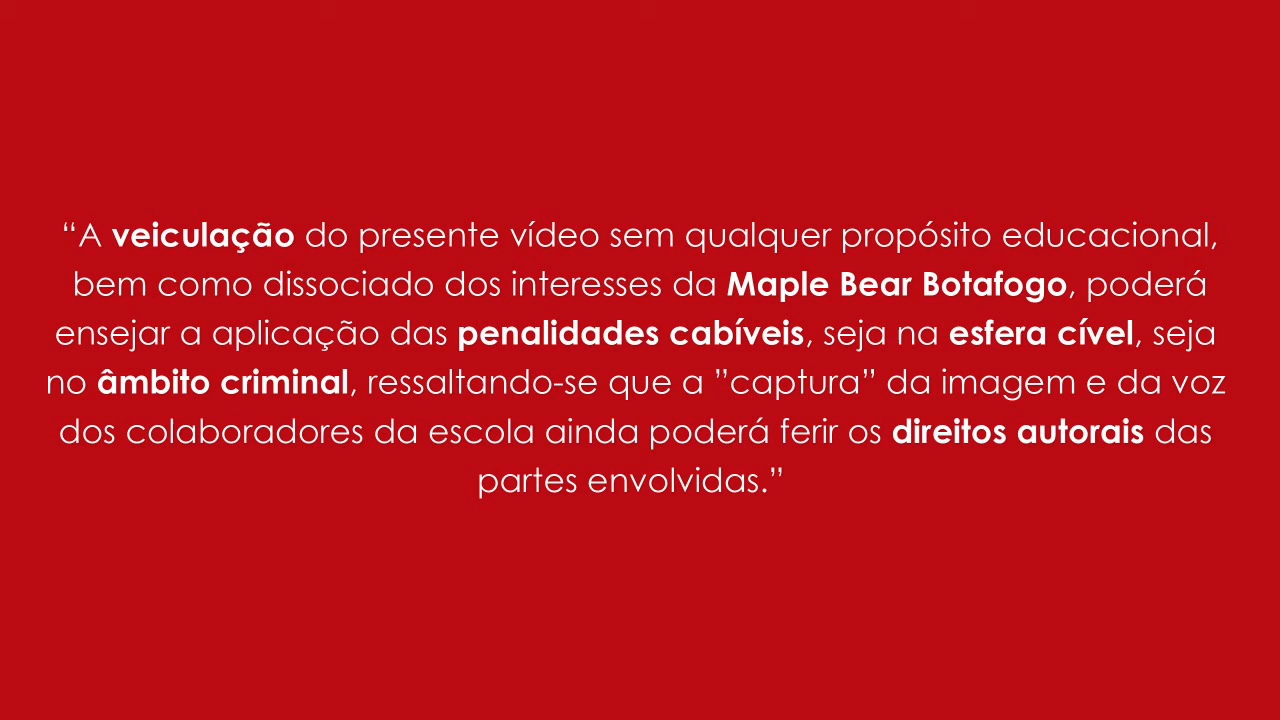 “A veiculação do presente vídeo sem qualquer propósito educacional,
bem como dissociado dos interesses da Maple Bear Botafogo, poderá
ensejar a aplicação das penalidades cabíveis, seja na esfera cível, seja
no âmbito criminal, ressaltando-se que a ”captura” da imagem e da voz
dos colaboradores da escola ainda poderá ferir os direitos autorais das
partes envolvidas.”